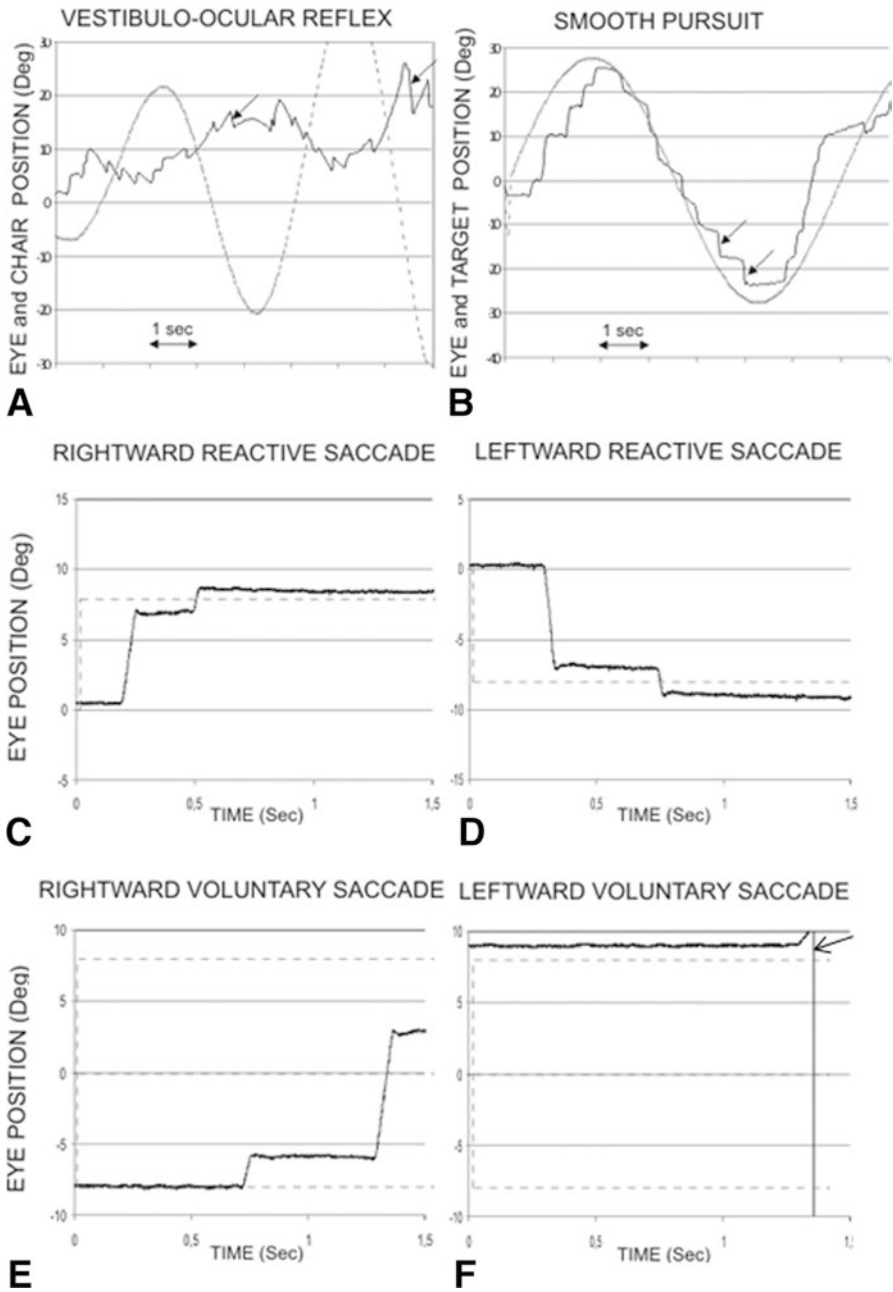 VESTIBULO-OCULAR REFLEX
EYE and CHAIR POSITION (Deg)
30
20
10
0
-10
-20
-30
1 sec
A
SMOOTH PURSUIT
EYE and TARGET POSITION (Deg)
30
20
10
0
-10
20
30
-40
1 sec
B
RIGHTWARD REACTIVE SACCADE
EYE POSITION (Deg)
15
10
5
0
-5
0
0,5
1
1,5
TIME (Sec)
C
LEFTWARD REACTIVE SACCADE
5
0
-5
-10
-15
0
0,5
1
1,5
TIME (Sec)
D
RIGHTWARD VOLUNTARY SACCADE
EYE POSITION (Deg)
10
5
0
-5
-10
0
0,5
1
1,5
TIME (Sec)
E
LEFTWARD VOLUNTARY SACCADE
10
5
0
-5
-10
0
0,5
1
1,
TIME (Sec)
F